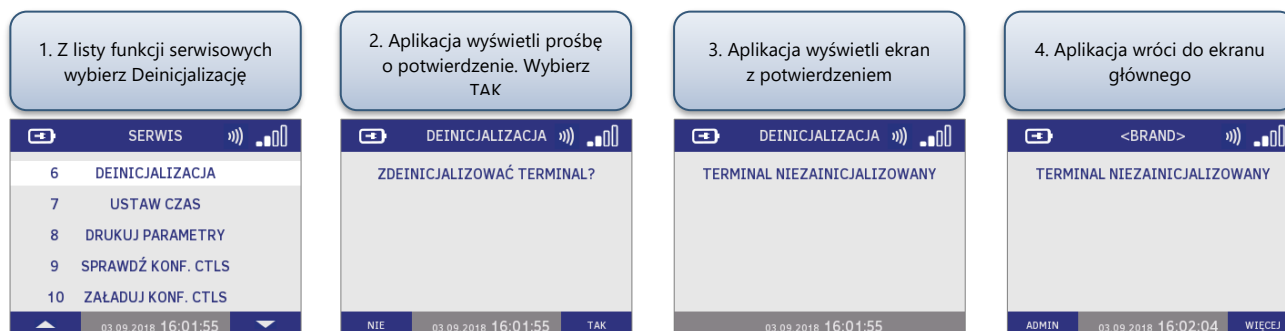 1. Z listy funkcji serwisowych
wybierz Deinicjalizację
2. Aplikacja wyświetli prośbę
o potwierdzenie. Wybierz
TAK
3. Aplikacja wyświetli ekran
z potwierdzeniem
4. Aplikacja wróci do ekranu
głównego
SERWIS
6 DEINICJALIZACJA
7 USTAW CZAS
8 DRUKUJ PARAMETRY
9 SPRAWDŹ KONF. CTLS
10 ZAŁADUJ KONF. CTLS
03.09.2018 16:01:55
DEINICJALIZACJA
ZDEINICJALIZOWAĆ TERMINAL?
NIE 03.09.2018 16:01:55 TAK
DEINICJALIZACJA
TERMINAL NIEZAINICJALIZOWANY
03.09.2018 16:01:55
<BRAND>
TERMINAL NIEZAINICJALIZOWANY
ADMIN 03.09.2018 16:02:04 WIĘCEJ